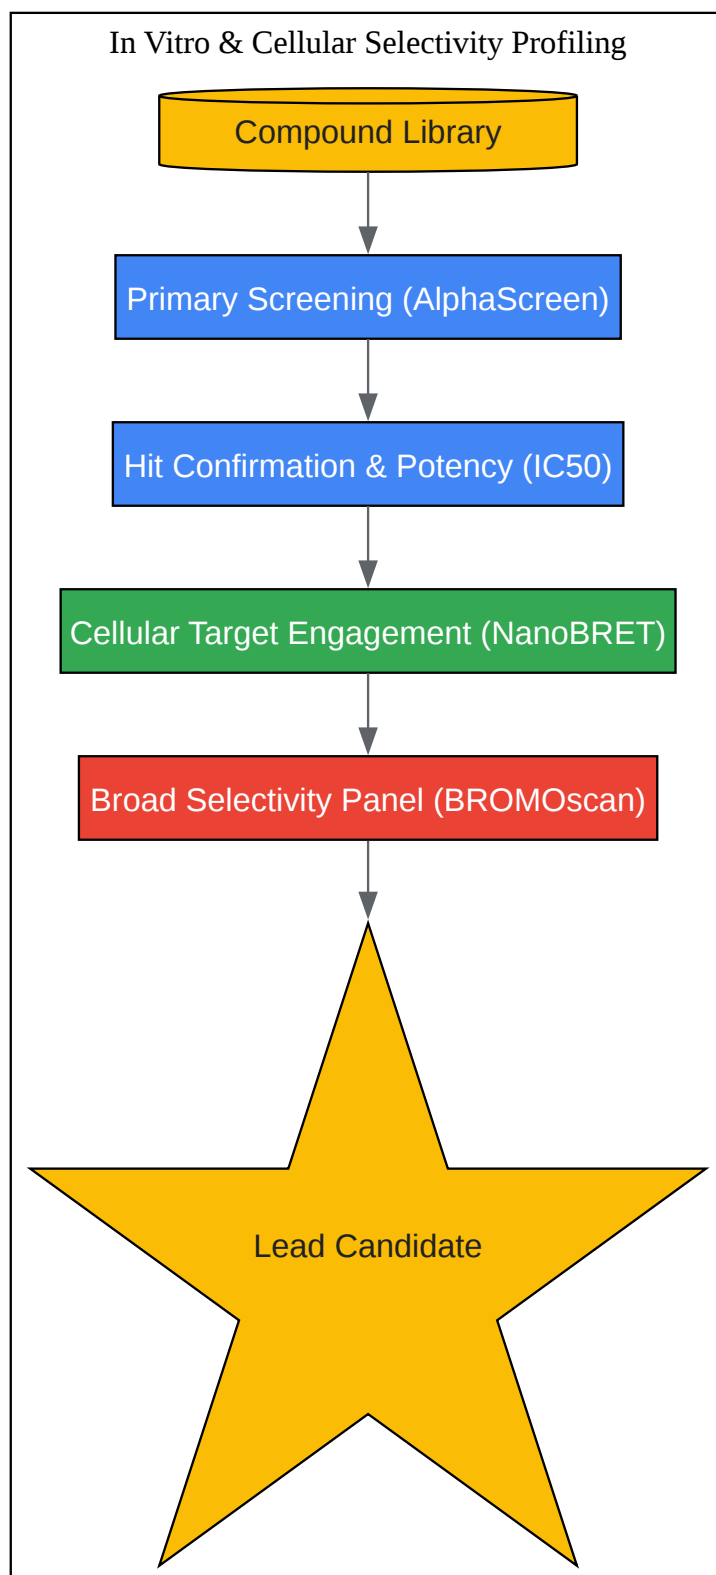 In Vitro & Cellular Selectivity Profiling
Compound Library
Primary Screening (AlphaScreen)
Hit Confirmation & Potency (IC50)
Cellular Target Engagement (NanoBRET)
Broad Selectivity Panel (BROMOscan)
Lead Candidate